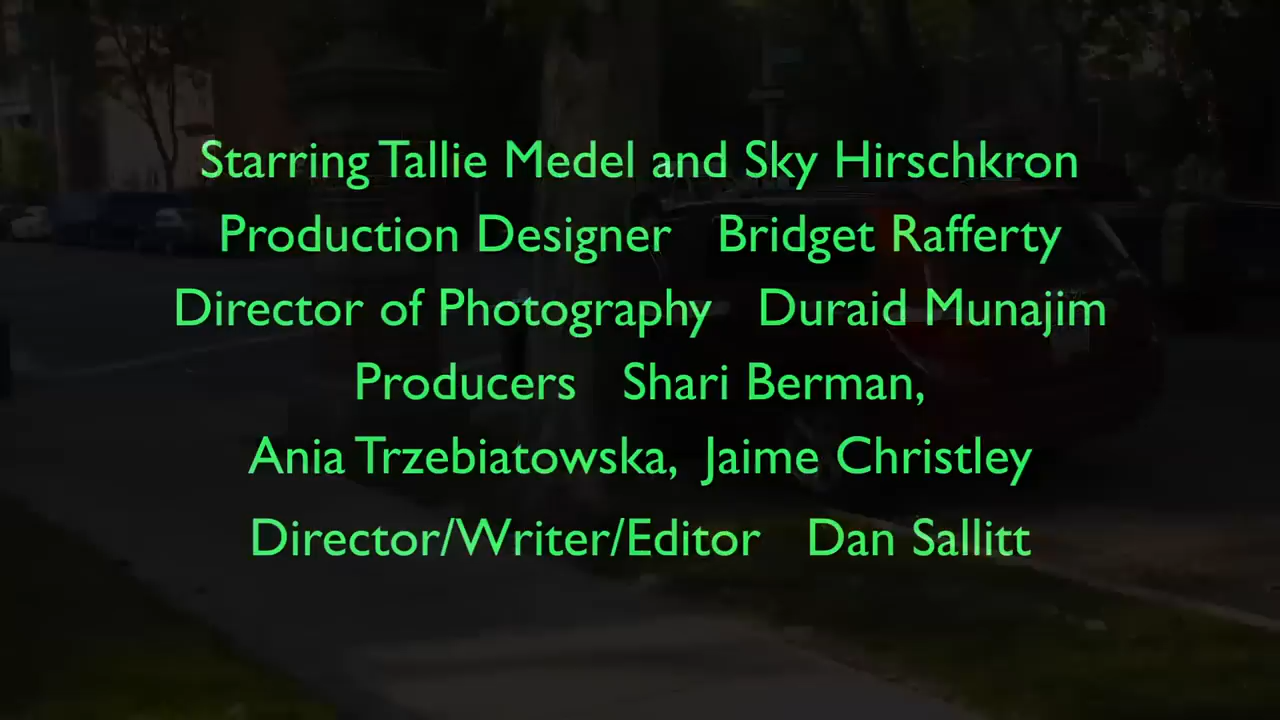 Starring Tallie Medel and Sky Hirschkron
Production Designer Bridget Rafferty
Director of Photography Duraid Munajim
Producers Shari Berman,
Ania Trzebiatowska, Jaime Christley
Director/Writer/Editor Dan Sallitt